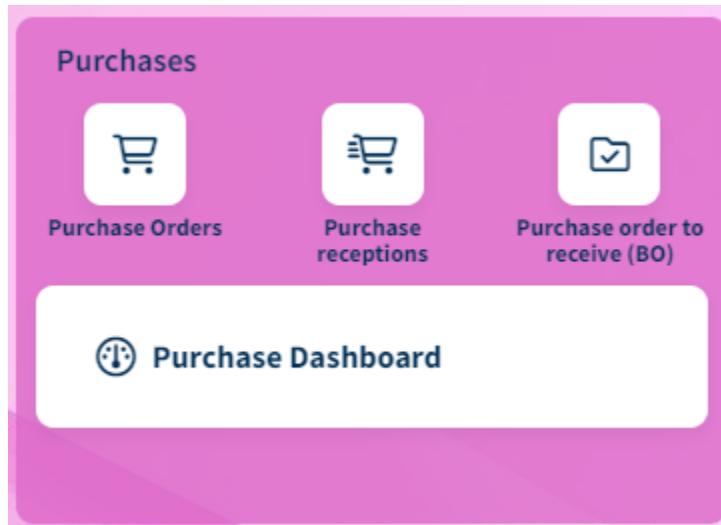 Purchases
Purchase Orders
Purchase
receptions
Purchase order to
receive (BO)
Purchase Dashboard